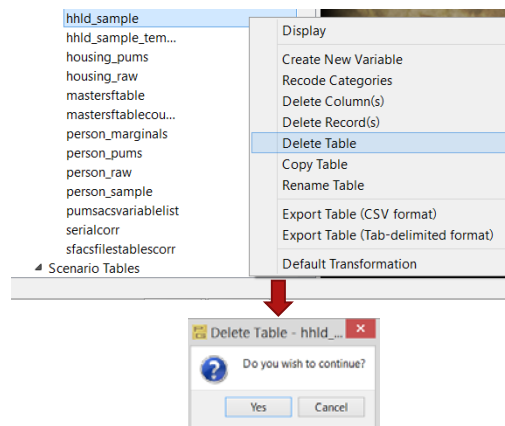 hhld_sample
hhld_sample_tem...
housing_pums
housing_raw
mastersftable
mastersftablecou...
person_marginals
person_pums
person_raw
person_sample
pumsacsvariablelist
serialcorr
sfacsfilestablescorr
Scenario Tables
Display
Create New Variable
Recode Categories
Delete Column(s)
Delete Record(s)
Delete Table
Copy Table
Rename Table
Export Table (CSV format)
Export Table (Tab-delimited format)
Default Transformation
Delete Table - hhld_...
Do you wish to continue?
Yes Cancel